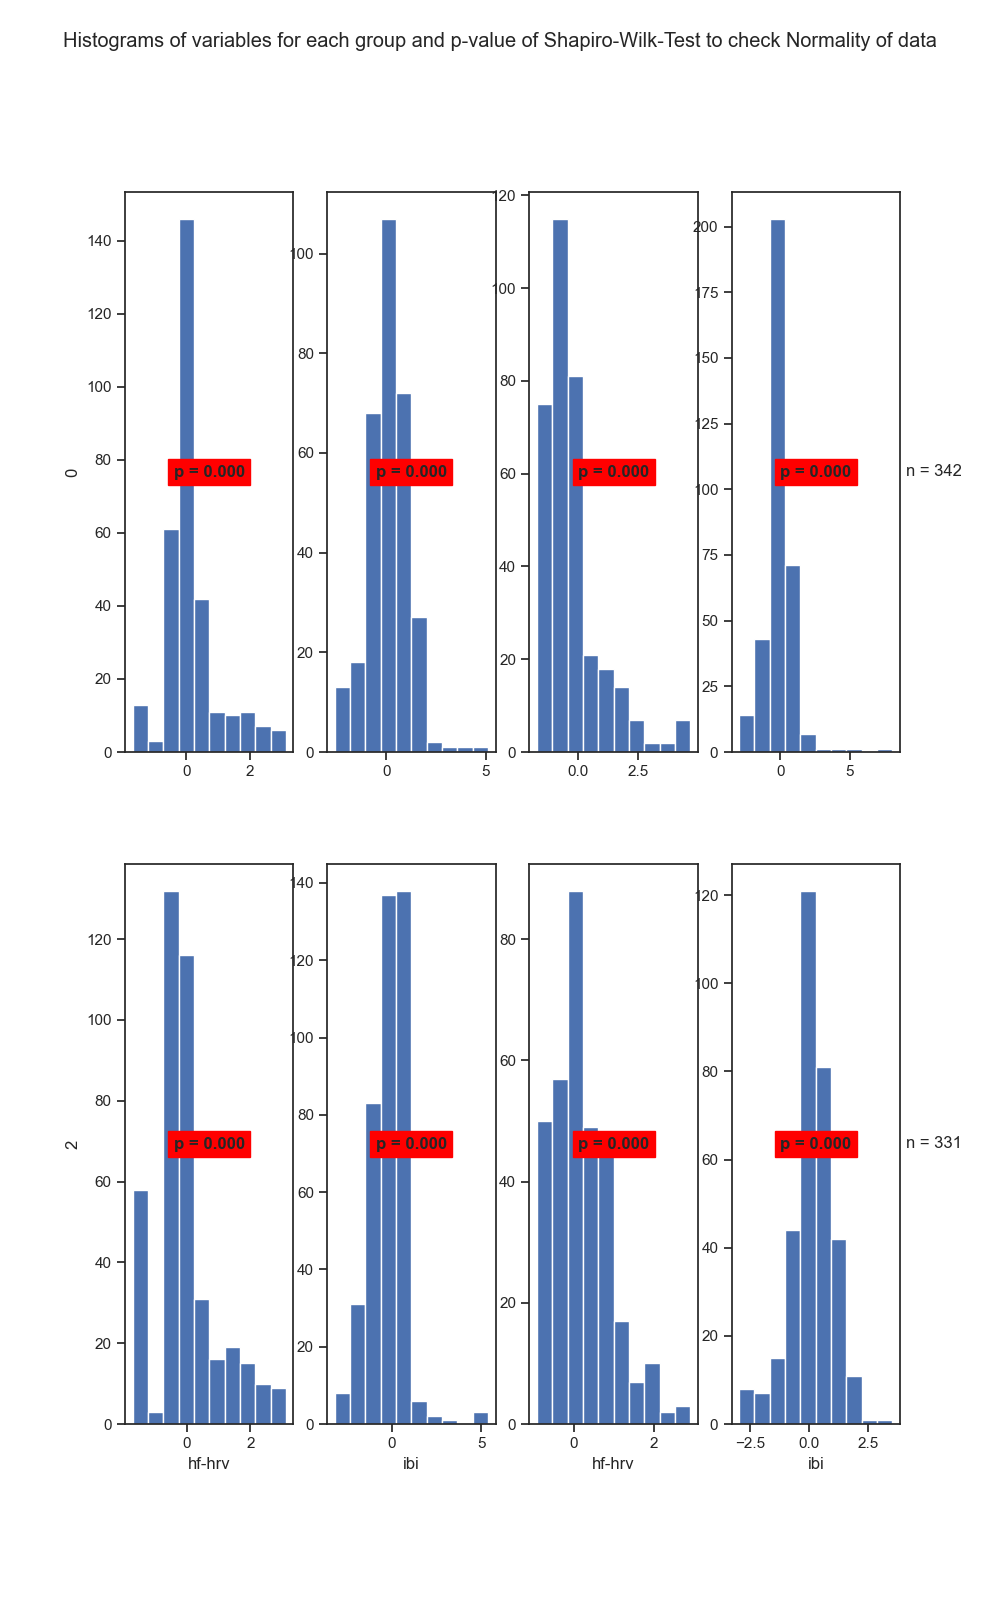 Histograms of variables for each group and p-value of Shapiro-Wilk-Test to check Normality of data
140 120 100 80 60 40 20 0
100 80 60 40 20 0
120 100 80 60 40 20 0
200 175 150 125 100 75 50 25 0
0
p = 0.000 p = 0.000 p = 0.000 p = 0.000 n = 342
0 2 0 5 0.0 2.5 0 5
120 100 80 60 40 20 0
140 120 100 80 60 40 20 0
80 60 40 20 0
120 100 80 60 40 20 0
2
p = 0.000 p = 0.000 p = 0.000 p = 0.000 n = 331
0 2 0 5 0 2 −2.5 0.0 2.5
hf-hrv ibi hf-hrv ibi